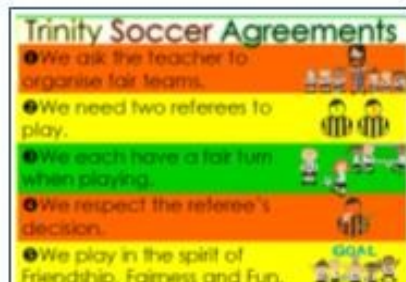 Trinity Soccer Agreements
❶We ask the teacher to
organise fair teams.
❷We need two referees to
play.
❸We each have a fair turn
when playing.
❹We respect the referee's
decision.
❺We play in the spirit of
Friendship, Fairness and Fun.
GOAL